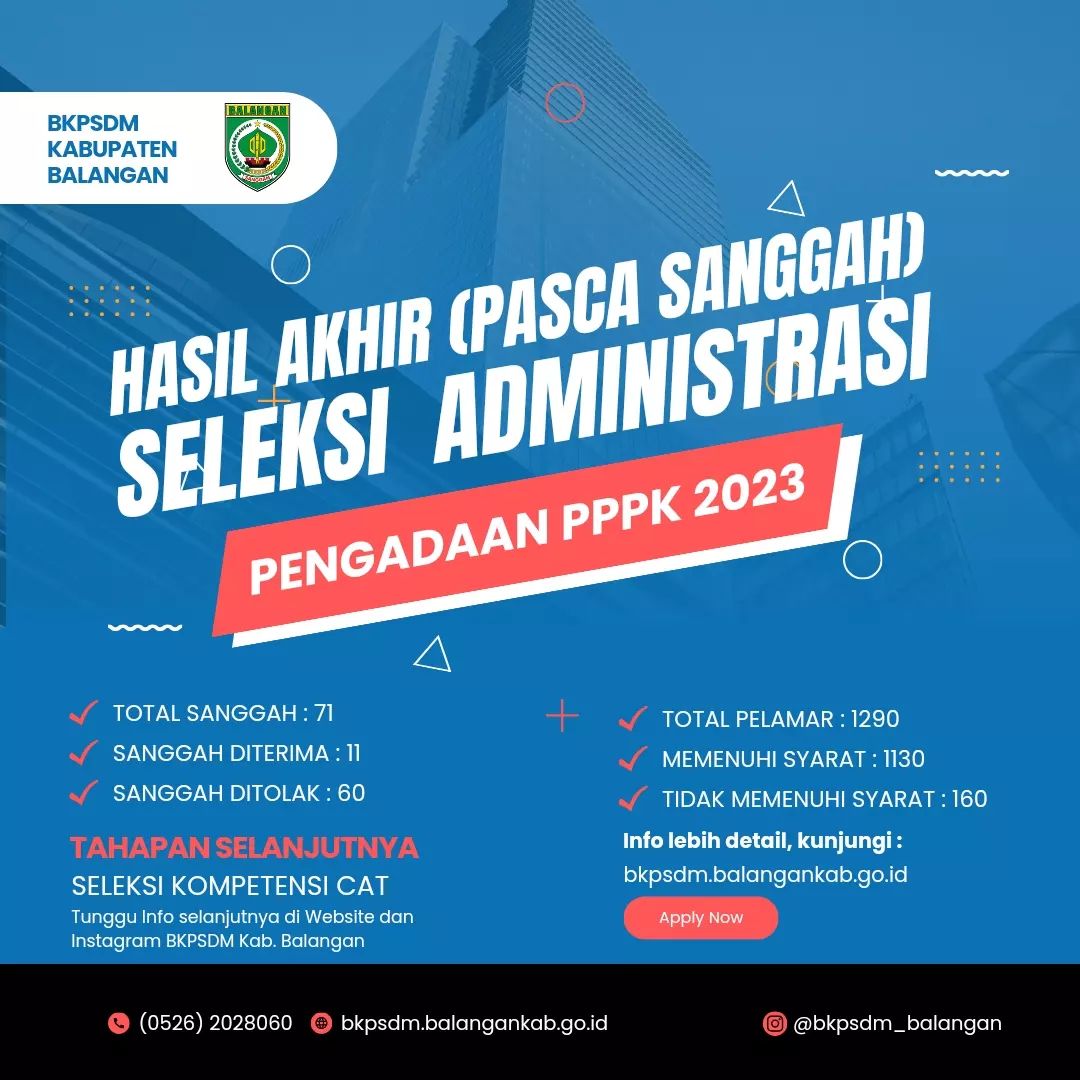 BKPSDM
KABUPATEN
BALANGAN
BALANGAN
HASIL AKHIR (PASCA SANGGAH)
SELEKSI ADMINISTRASI
PENGADAAN PPPK 2023
TOTAL SANGGAH : 71
SANGGAH DITERIMA : 11
SANGGAH DITOLAK : 60
TAHAPAN SELANJUTNYA
SELEKSI KOMPETENSI CAT
Tunggu Info selanjutnya di Website dan
Instagram BKPSDM Kab. Balangan
TOTAL PELAMAR : 1290
MEMENUHI SYARAT : 1130
TIDAK MEMENUHI SYARAT : 160
Info lebih detail, kunjungi :
bkpsdm.balangankab.go.id
Apply Now
(0526) 2028060
bkpsdm.balangankab.go.id
@bkpsdm_balangan